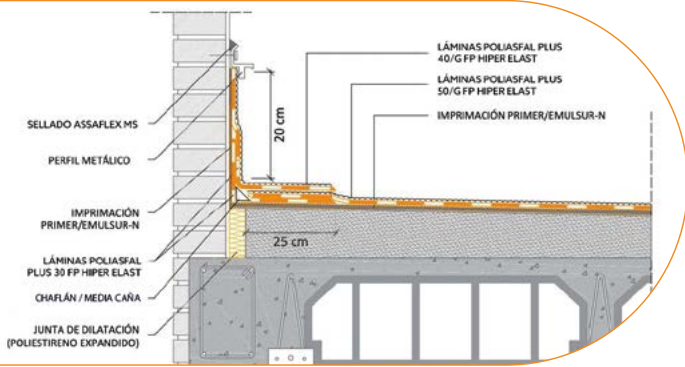 LÁMINAS POLIASFAL PLUS
40/G FP HIPER ELAST
LÁMINAS POLIASFAL PLUS
50/G FP HIPER ELAST
IMPRIMACIÓN PRIMER/EMULSUR-N
SELLADO ASSAFLEX MS
PERFIL METÁLICO
IMPRIMACIÓN
PRIMER/EMULSUR-N
LÁMINAS POLIASFAL
PLUS 30 FP HIPER ELAST
CHAFLÁN / MEDIA CAÑA
JUNTA DE DILATACIÓN
(POLIESTIRENO EXPANDIDO)
20 cm
25 cm